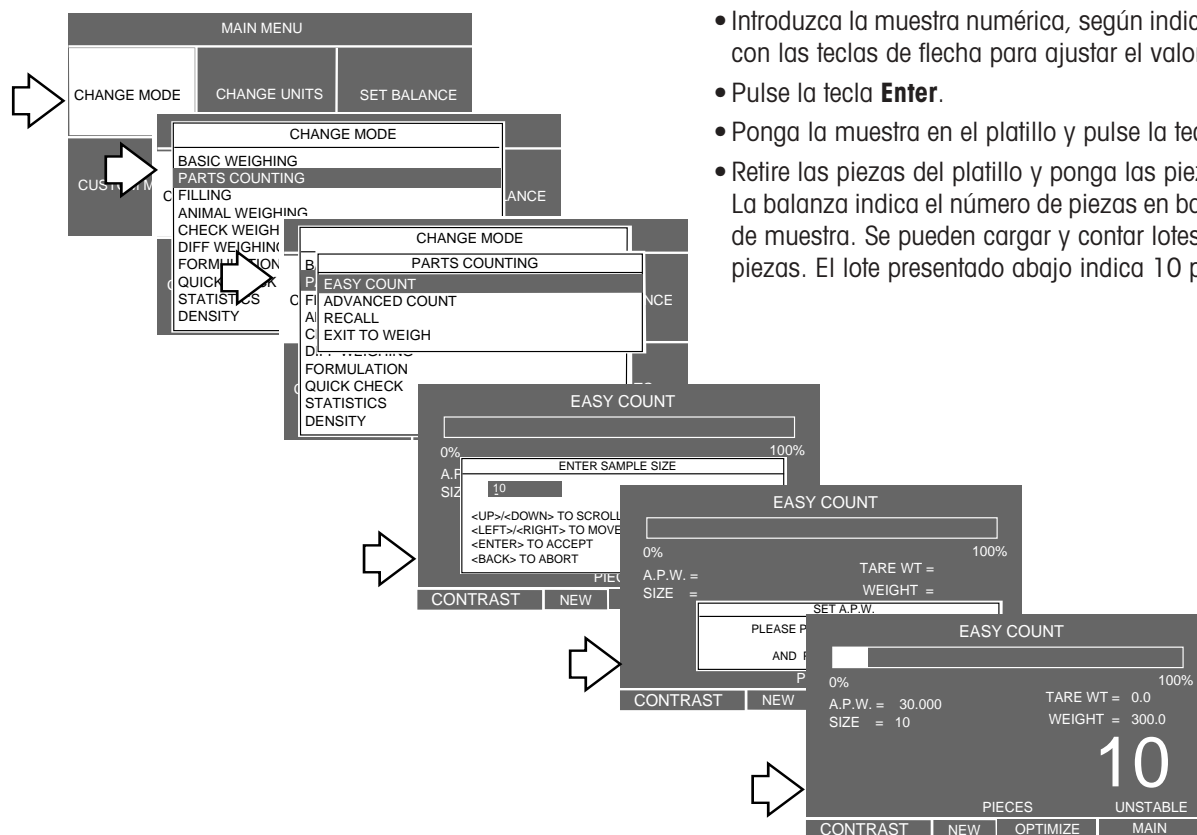 • Introduzca la muestra numérica, según
con las teclas de flecha para ajustar el
• Pulse la tecla Enter.
• Ponga la muestra en el platillo y pulse la
• Retire las piezas del platillo y ponga las
La balanza indica el número de piezas en
de muestra. Se pueden cargar y contar lotes
piezas. El lote presentado abajo indica 10
MAIN MENU
CHANGE MODE CHANGE UNITS SET BALANCE
CHANGE MODE
BASIC WEIGHING
PARTS COUNTING
FILLING
ANIMAL WEIGHING
CHECK WEIGH
DIFF WEIGHING
QUICK
STATISTICS
DENSITY
CHANGE MODE
PARTS COUNTING
EASY COUNT
ADVANCED COUNT
RECALL
EXIT TO WEIGH
FORMULATION
QUICK CHECK
STATISTICS
DENSITY
EASY COUNT
0% 100%
ENTER SAMPLE SIZE
10
<UP>/<DOWN> TO SCROLL
<LEFT>/<RIGHT> TO MOVE
<ENTER> TO ACCEPT
<BACK> TO ABORT
CONTRAST NEW
EASY COUNT
0% 100%
A.P.W. = TARE WT =
SIZE = WEIGHT =
SET A.P.W.
PLEASE
AND
CONTRAST NEW
EASY COUNT
0% 100%
A.P.W. = 30.000 TARE WT = 0.0
SIZE = 10 WEIGHT = 300.0
10
PIECES UNSTABLE
CONTRAST NEW OPTIMIZE MAIN